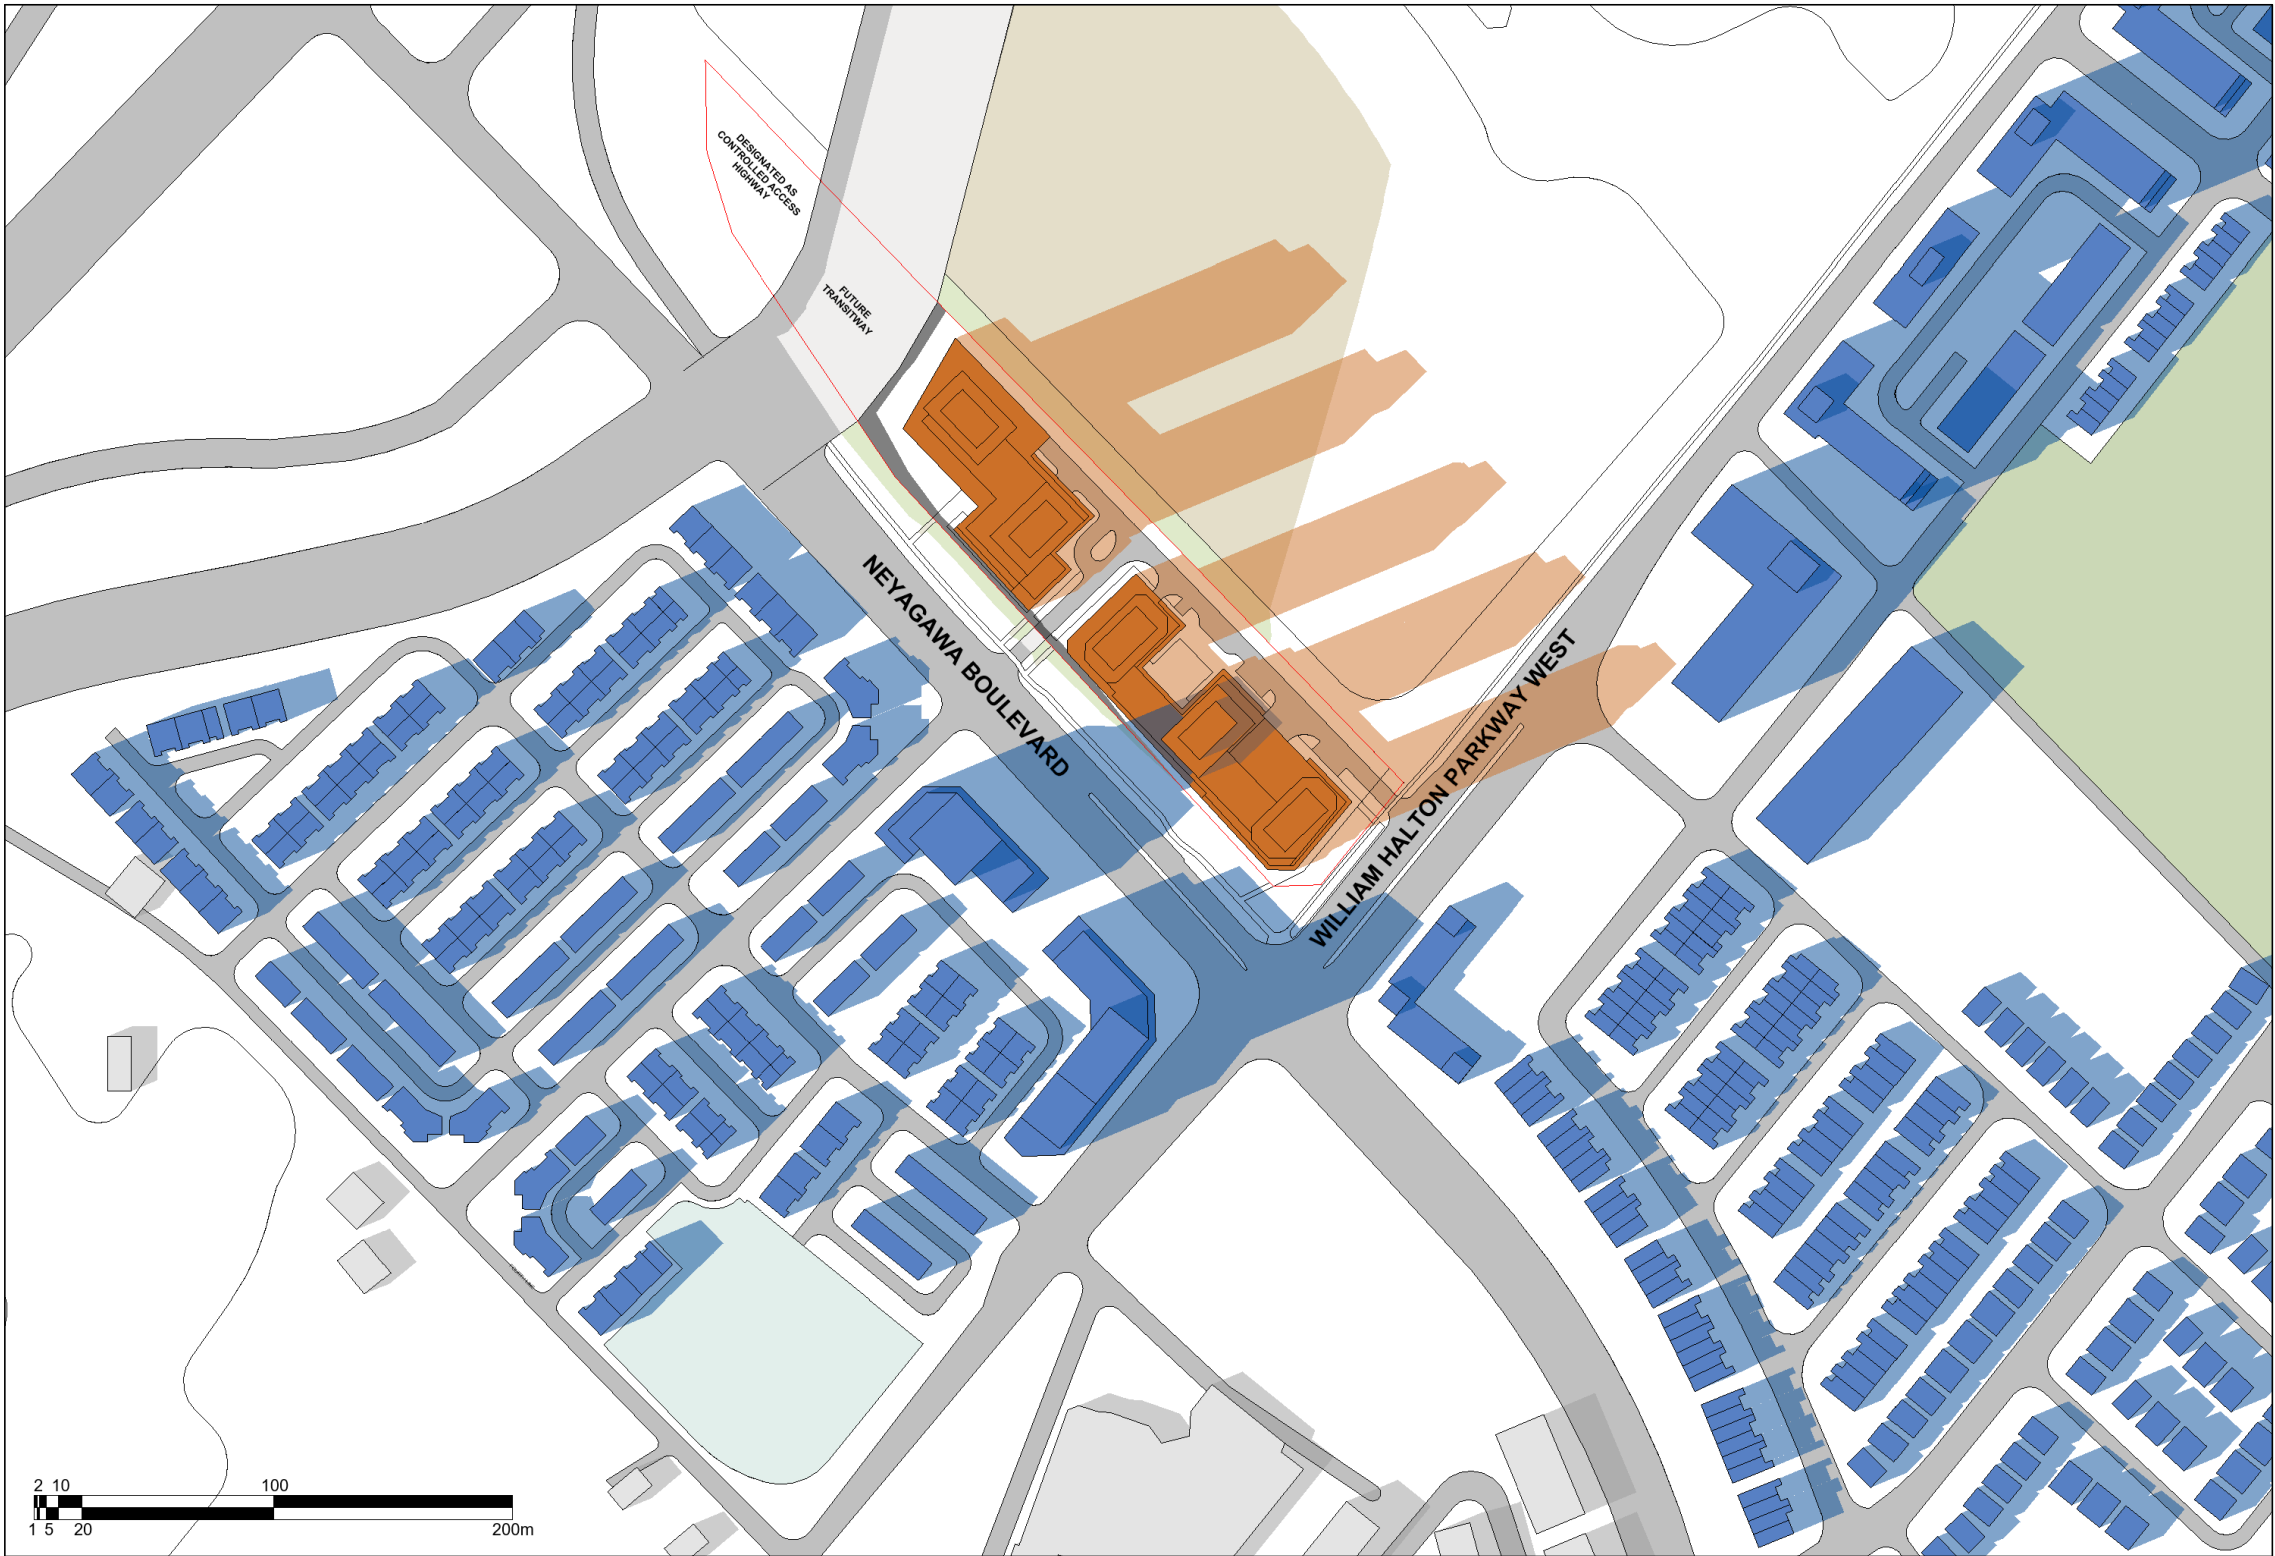 DESIGNATED AS
CONTROLLED ACCESS
HIGHWAY
FUTURE
TRANSITWAY
NEYAGAWA BOULEVARD
WILLIAM HALTON PARKWAY WEST
2 10 100
1 5 20 200m